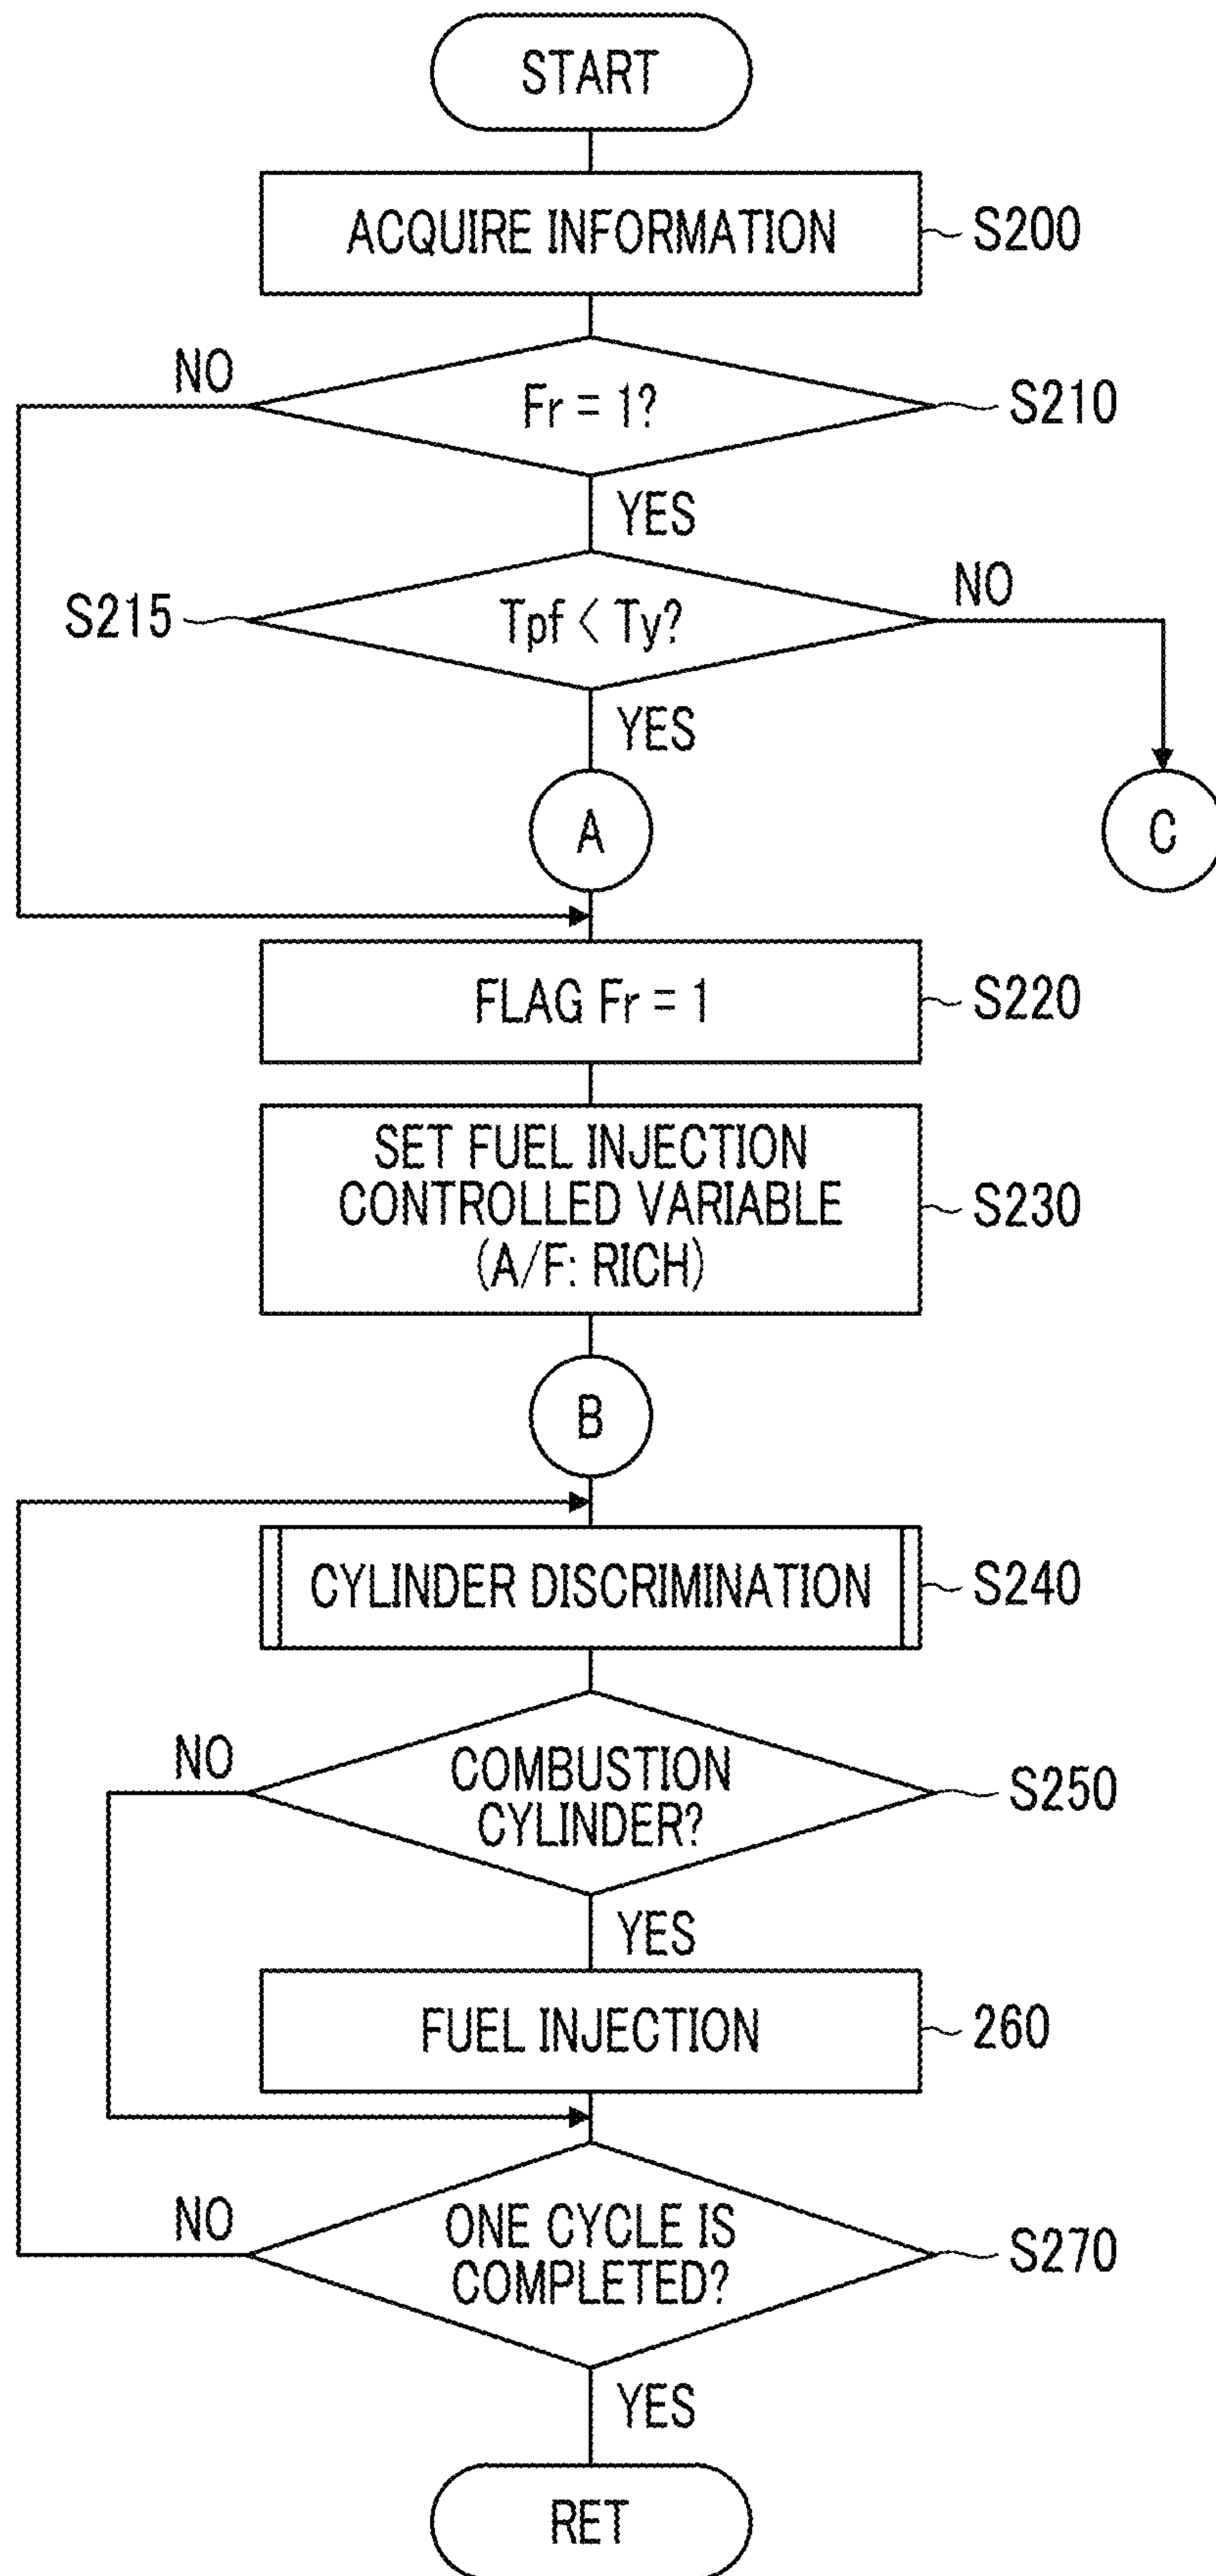 START
ACQUIRE INFORMATION
S200
NO
Fr = 1?
S210
YES
S215
Tpf < Ty?
NO
YES
A
C
FLAG Fr = 1
S220
SET FUEL INJECTION
CONTROLLED VARIABLE
(A/F: RICH)
S230
B
CYLINDER DISCRIMINATION
S240
NO
COMBUSTION
CYLINDER?
S250
YES
FUEL INJECTION
260
NO
ONE CYCLE IS
COMPLETED?
S270
YES
RET